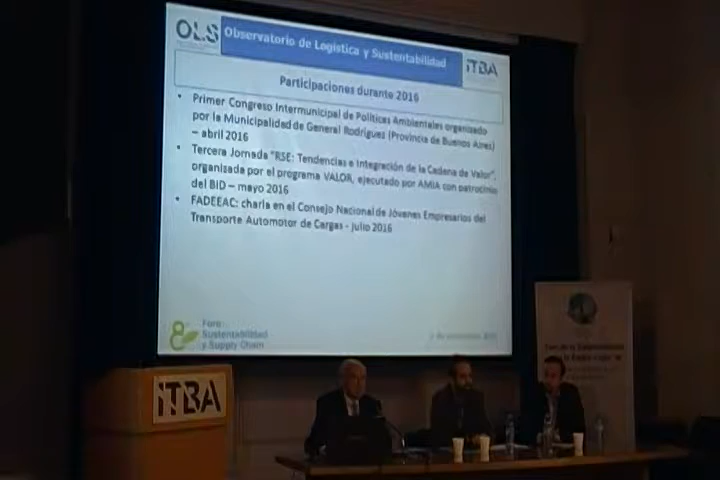 OLS
Observatorio de Logística y Sustentabilidad
ITBA
Participaciones durante 2016
• Primer Congreso Intermunicipal de Políticas Ambientales organizado
por la Municipalidad de General Rodrígues (Provincia de Buenos Aires)
– abril 2016
• Tercera Jornada "RSE: Tendencias e Integración de la Cadena de Valor",
organizada por el programa VALOR, ejecutado por AMIA con patrocinio
del BID – mayo 2016
• FADEEAC: charla en el Consejo Nacional de Jóvenes Empresarios del
Transporte Automotor de Cargas - julio 2016
Foro
Sustentabilidad
y Supply Chain
ITBA